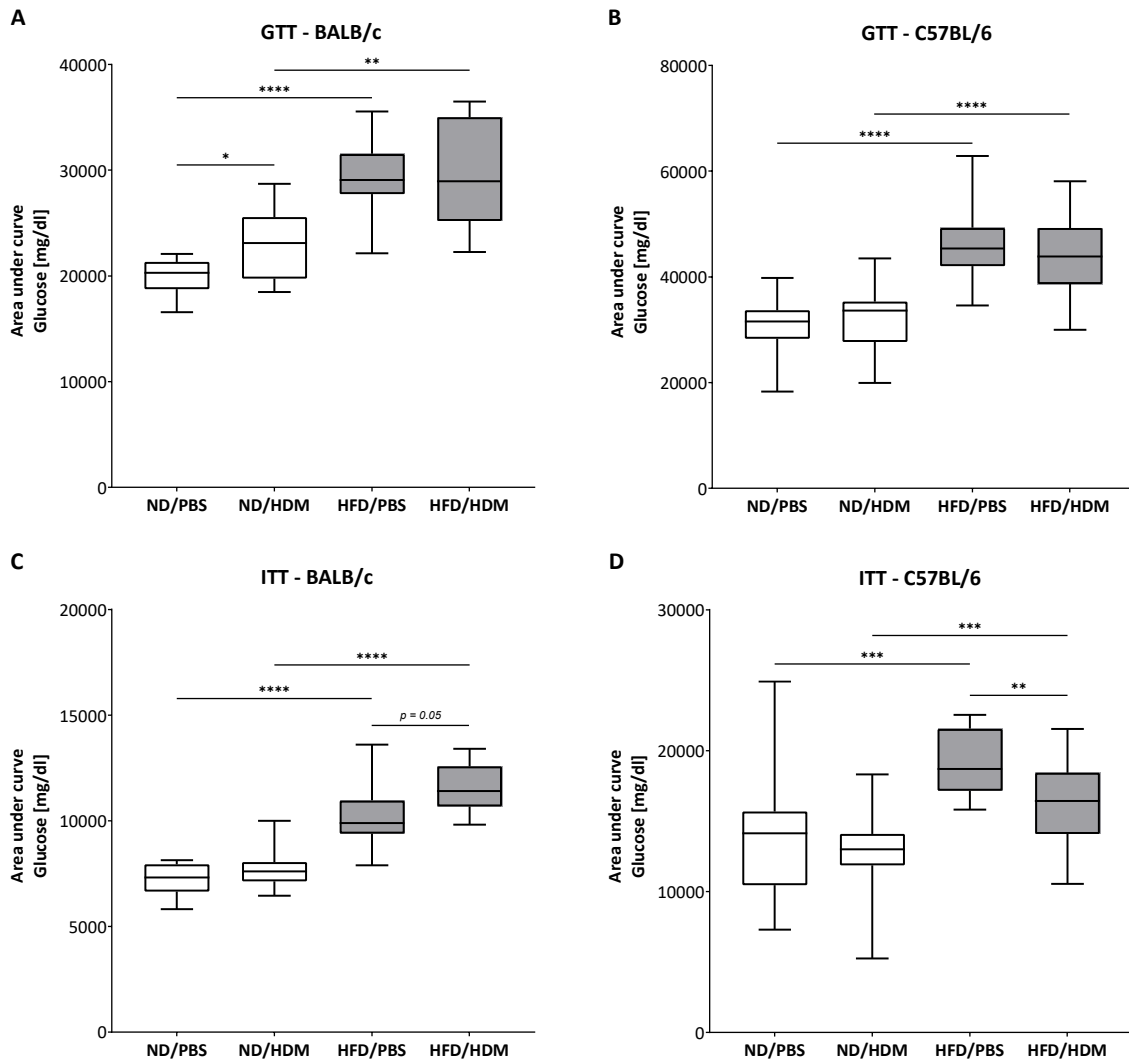 A
GTT - BALB/c
Area under curve
Glucose [mg/dl]
40000
30000
20000
10000
0
**
****
*
ND/PBS ND/HDM HFD/PBS HFD/HDM
B
GTT - C57BL/6
Area under curve
Glucose [mg/dl]
80000
60000
40000
20000
0
****
****
ND/PBS ND/HDM HFD/PBS HFD/HDM
C
ITT - BALB/c
Area under curve
Glucose [mg/dl]
20000
15000
10000
5000
0
****
****
p = 0.05
ND/PBS ND/HDM HFD/PBS HFD/HDM
D
ITT - C57BL/6
Area under curve
Glucose [mg/dl]
30000
20000
10000
0
***
***
**
ND/PBS ND/HDM HFD/PBS HFD/HDM